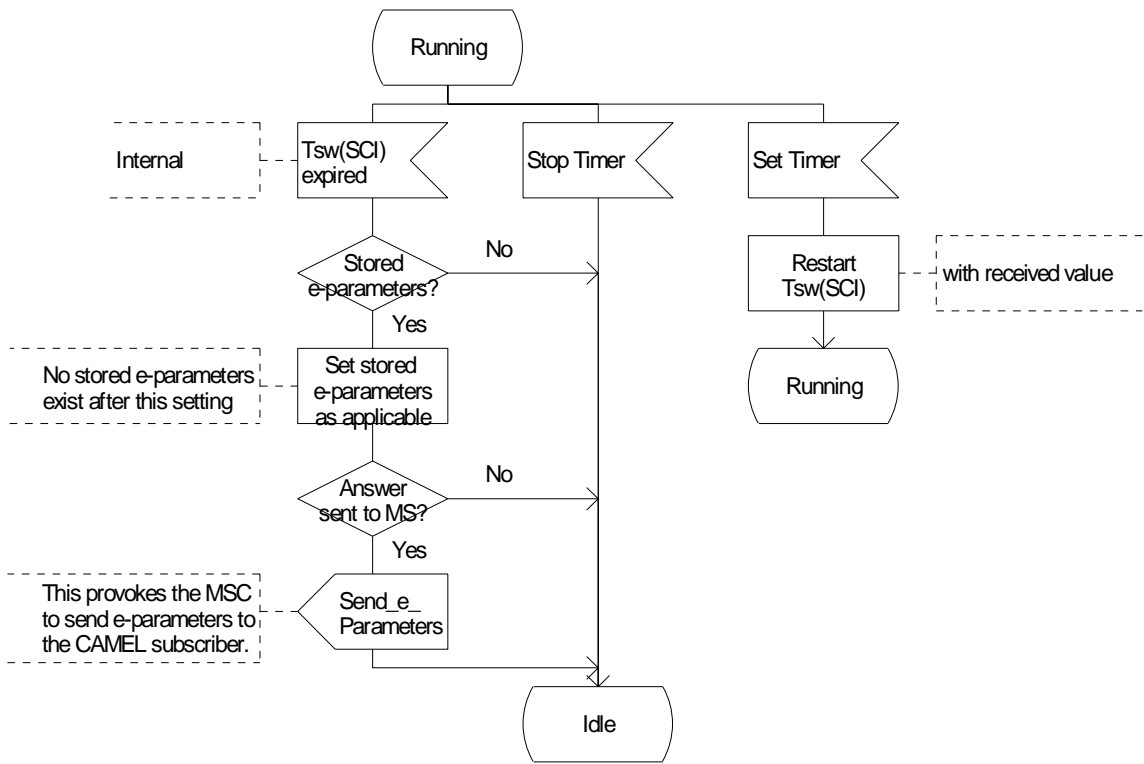 Running
Internal
Tsw(SCI)
expired
Stop Timer
Set Timer
Stored
e-parameters?
No
Yes
Restart
Tsw(SCI)
with received value
No stored e-parameters
exist after this setting
Set stored
e-parameters
as applicable
Running
Answer
sent to MS?
No
Yes
This provokes the MSC
to send e-parameters to
the CAMEL subscriber.
Send_e_
Parameters
Idle